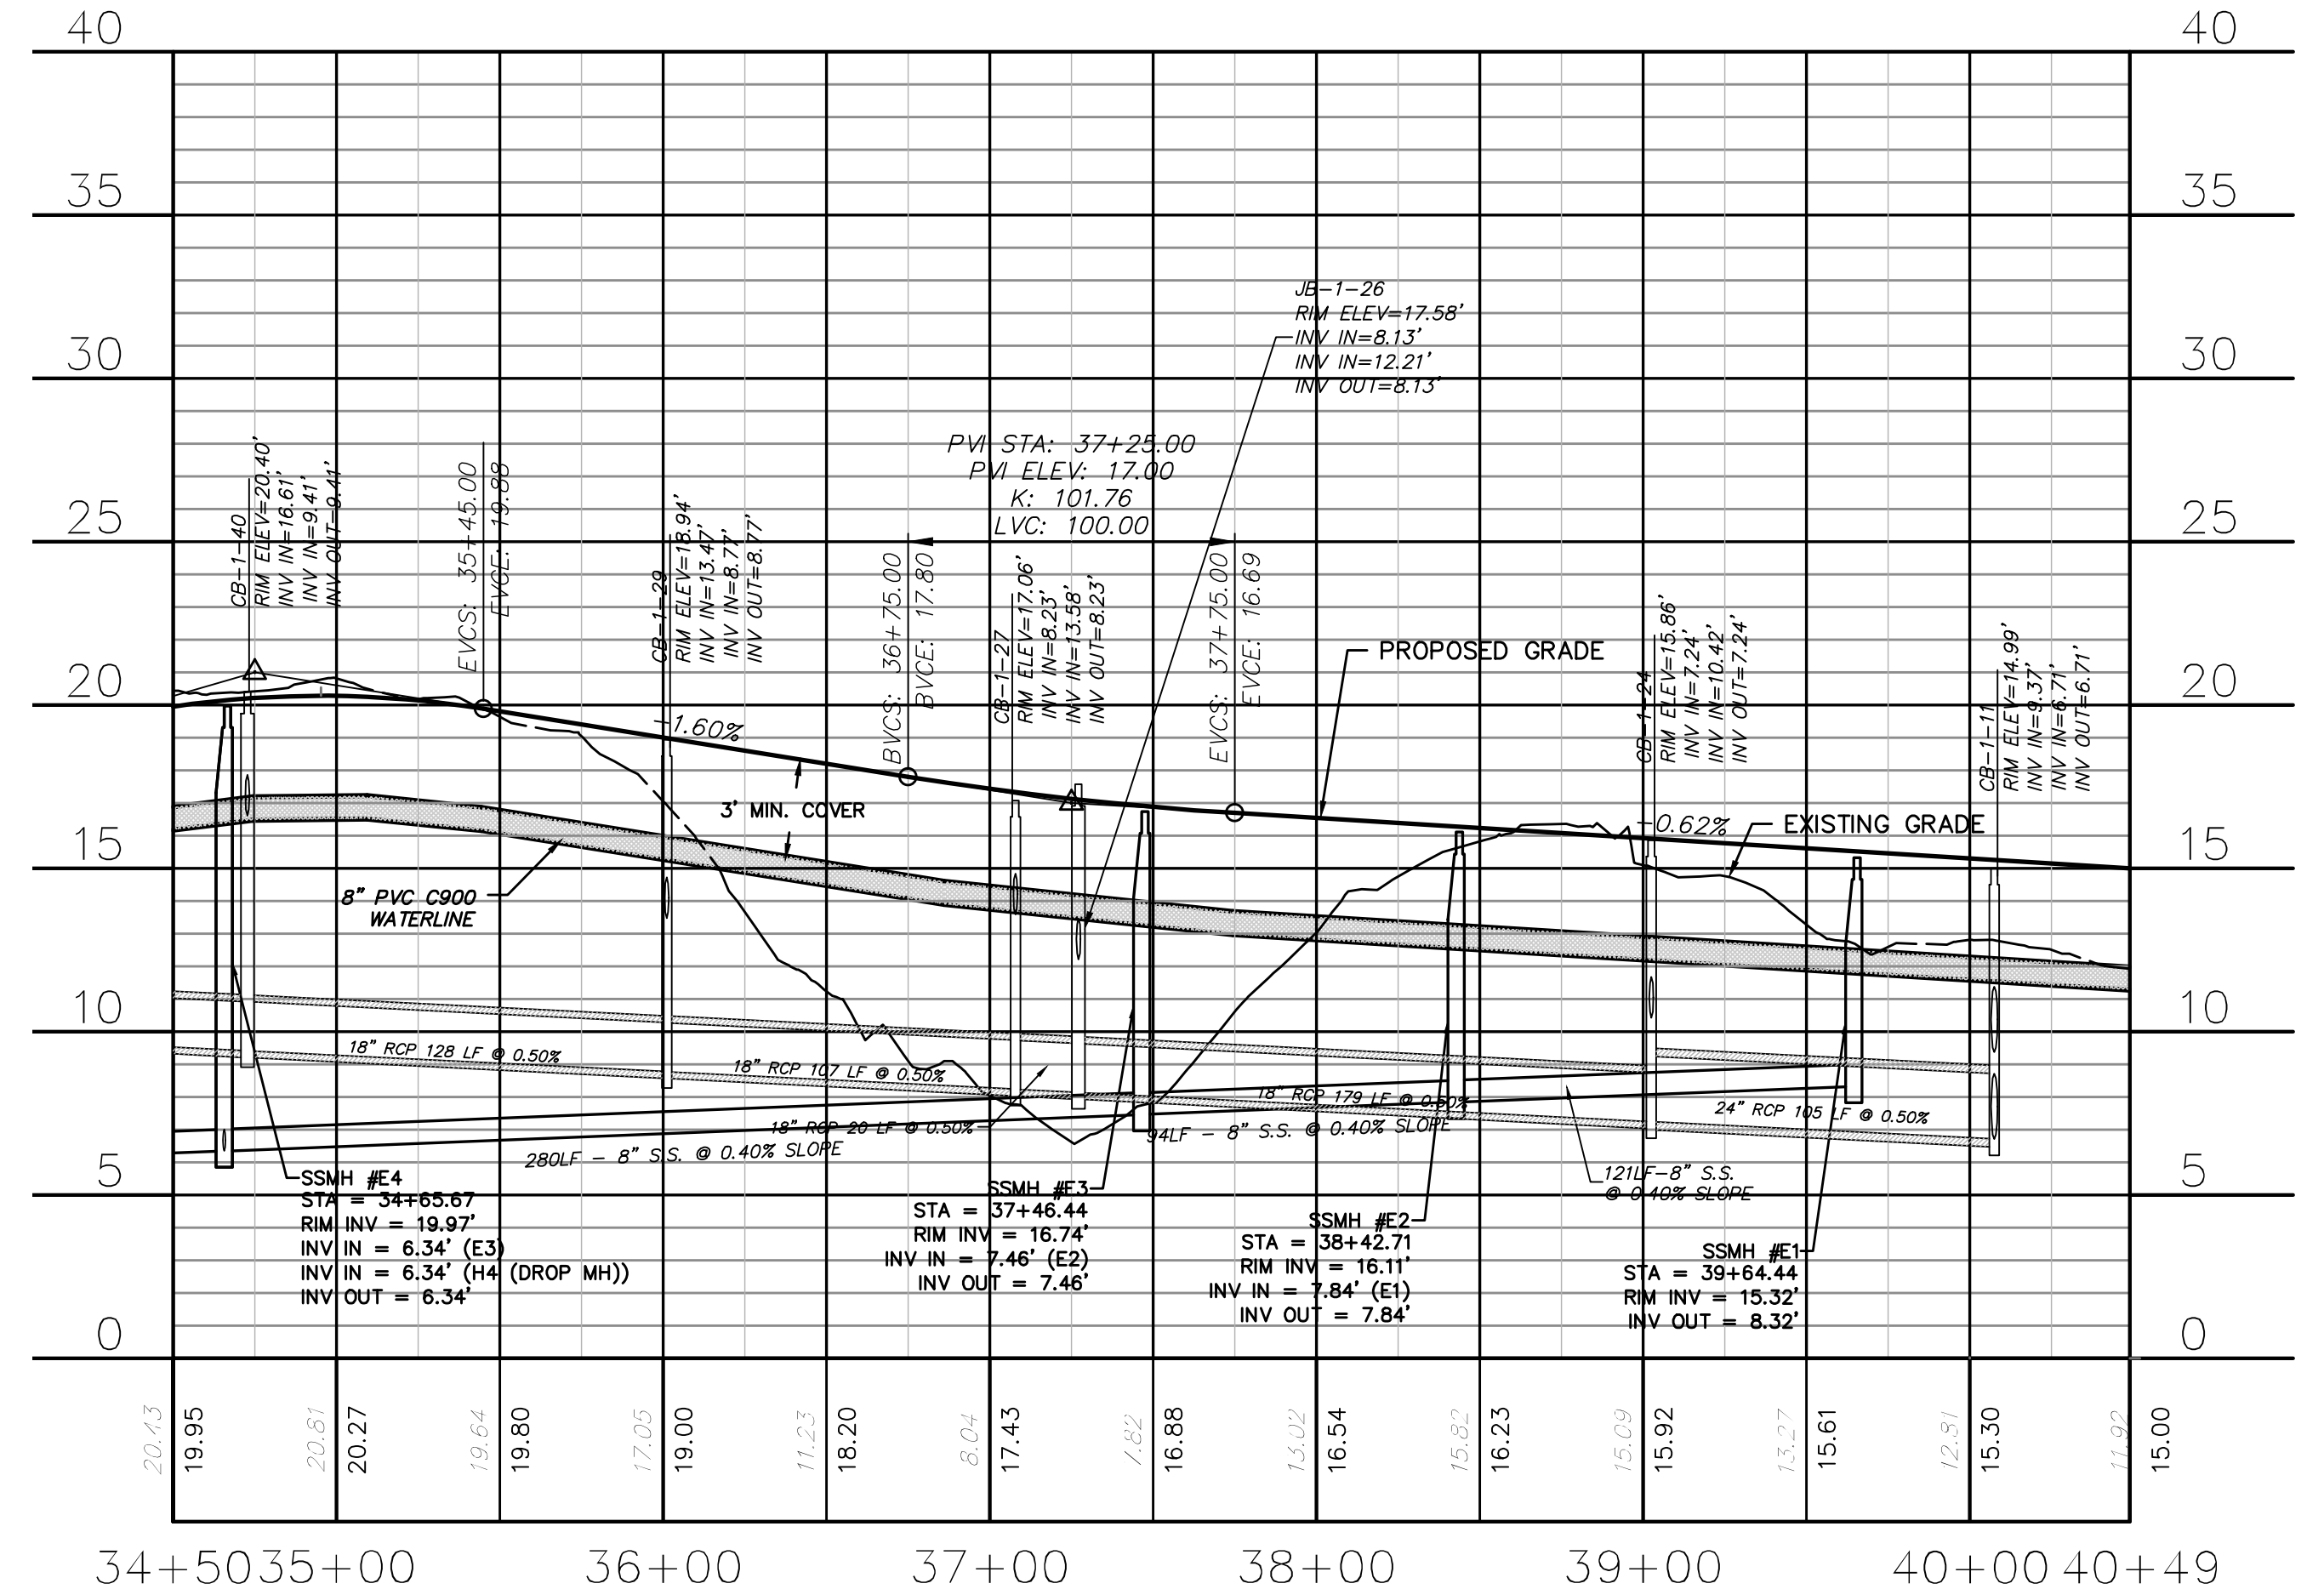 40 40
35 35
30 30
25 25
20 20
15 15
10 10
5 5
0 0
JB-1-26
RIM ELEV=17.58'
INV IN=8.13'
INV IN=12.21'
INV OUT=8.13'
PVI STA: 37+25.00
PVI ELEV: 17.00
K: 101.76
LVC: 100.00
CB-1-40
RIM ELEV=20.40'
INV IN=16.61'
INV IN=9.41'
INV OUT=9.41'
EVCS: 35+45.00
EVCE: 19.88
CB-1-29
RIM ELEV=18.94'
INV IN=13.47'
INV IN=8.77'
INV OUT=8.77'
BVCS: 36+75.00
BVCE: 17.80
CB-1-27
RIM ELEV=17.06'
INV IN=8.23'
INV IN=13.58'
INV OUT=8.23'
EVCS: 37+75.00
EVCE: 16.69
CB-1-24
RIM ELEV=15.86'
INV IN=7.24'
INV IN=10.42'
INV OUT=7.24'
CB-1-11
RIM ELEV=14.99'
INV IN=9.37'
INV IN=6.71'
INV OUT=6.71'
PROPOSED GRADE
-1.60%
3' MIN. COVER
-0.62%
EXISTING GRADE
8" PVC C900
WATERLINE
18" RCP 128 LF @ 0.50%
18" RCP 107 LF @ 0.50%
18" RCP 20 LF @ 0.50%
18" RCP 179 LF @ 0.50%
24" RCP 105 LF @ 0.50%
280LF - 8" S.S. @ 0.40% SLOPE
94LF - 8" S.S. @ 0.40% SLOPE
121LF-8" S.S.
@ 0.40% SLOPE
SSMH #E4
STA = 34+65.67
RIM INV = 19.97'
INV IN = 6.34' (E3)
INV IN = 6.34' (H4 (DROP MH))
INV OUT = 6.34'
SSMH #E3
STA = 37+46.44
RIM INV = 16.74'
INV IN = 7.46' (E2)
INV OUT = 7.46'
SSMH #E2
STA = 38+42.71
RIM INV = 16.11'
INV IN = 7.84' (E1)
INV OUT = 7.84'
SSMH #E1
STA = 39+64.44
RIM INV = 15.32'
INV OUT = 8.32'
20.43
19.95
20.81
20.27
19.64
19.80
17.05
19.00
11.23
18.20
8.04
17.43
7.82
16.88
13.02
16.54
15.82
16.23
15.09
15.92
13.27
15.61
12.81
15.30
11.92
15.00
34+50 35+00 36+00 37+00 38+00 39+00 40+00 40+49